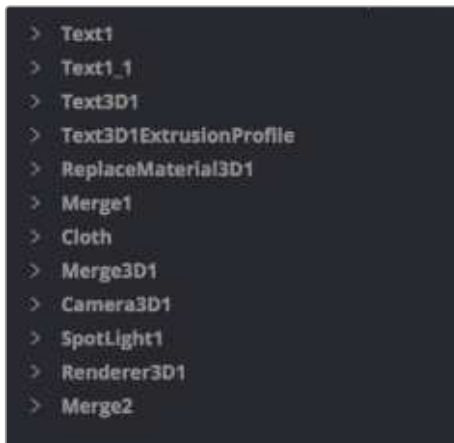 Text1
Text1_1
Text3D1
Text3D1ExtrusionProfile
ReplaceMaterial3D1
Merge1
Cloth
Merge3D1
Camera3D1
SpotLight1
Renderer3D1
Merge2